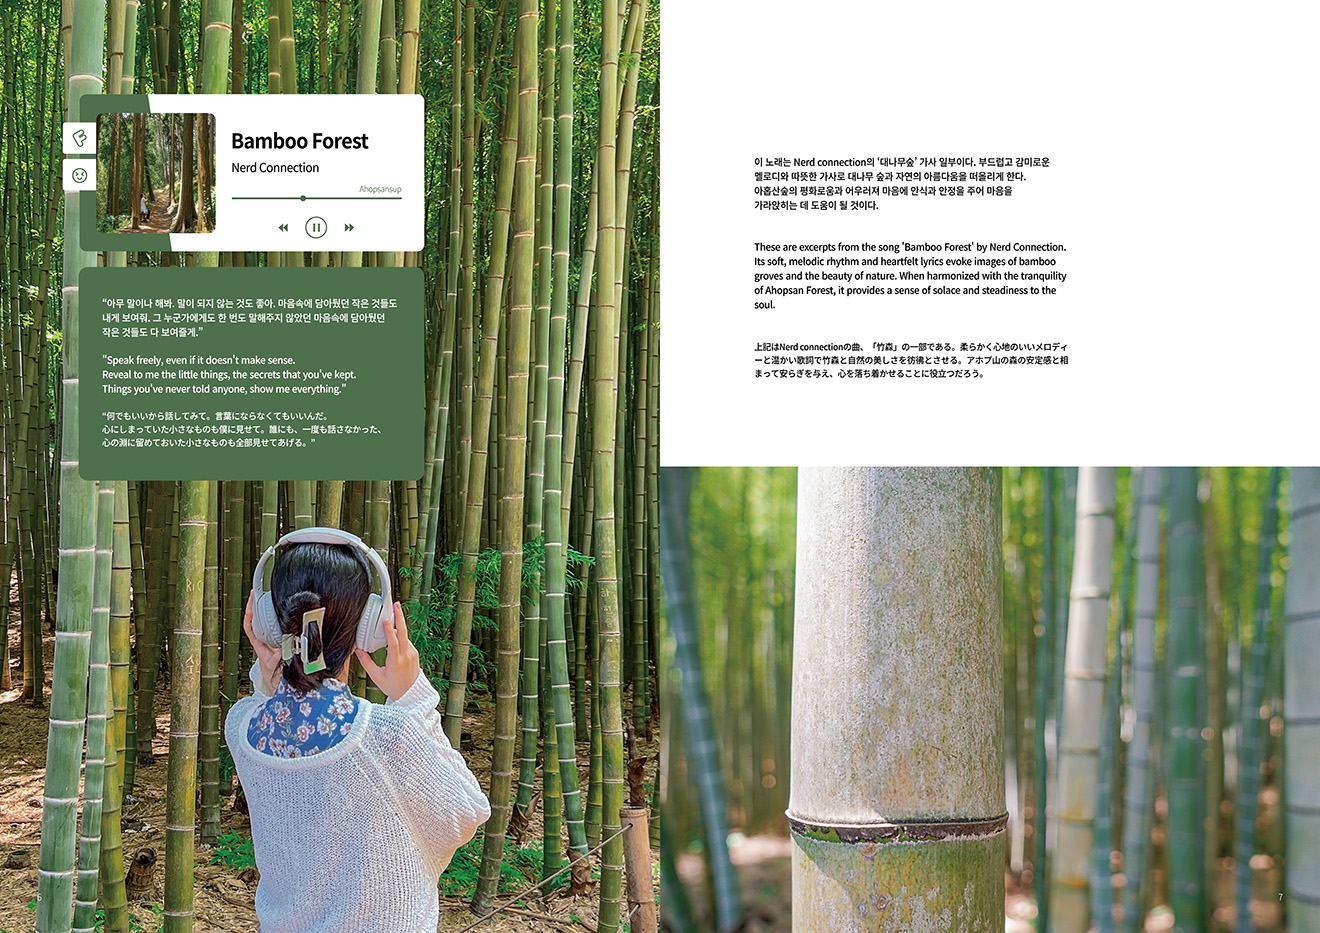 Bamboo Forest
Nerd Connection
Ahopsansup
“아무 말이나 해봐. 말이 되지 않는 것도 좋아. 마음속에 담아뒀던 작은 것들도
내게 보여줘. 그 누군가에게도 한 번도 말해주지 않았던 마음속에 담아뒀던
작은 것들도 다 보여줄게.”
"Speak freely, even if it doesn't make sense.
Reveal to me the little things, the secrets that you've kept.
Things you've never told anyone, show me everything."
“何でもいいから話してみて。言葉にならなくてもいいんだ。
心にしまっていた小さなものも僕に見せて。誰にも、一度も話さなかった、
心の淵に留めておいた小さなものも全部見せてあげる。”
6
이 노래는 Nerd connection의 ‘대나무숲’ 가사 일부이다. 부드럽고 감미로운
멜로디와 따뜻한 가사로 대나무 숲과 자연의 아름다움을 떠올리게 한다.
아홉산숲의 평화로움과 어우러져 마음에 안식과 안정을 주어 마음을
가라앉히는 데 도움이 될 것이다.
These are excerpts from the song 'Bamboo Forest' by Nerd Connection.
Its soft, melodic rhythm and heartfelt lyrics evoke images of bamboo
groves and the beauty of nature. When harmonized with the tranquility
of Ahopsan Forest, it provides a sense of solace and steadiness to the
soul.
上記はNerd connectionの曲、「竹森」の一部である。柔らかく心地のいいメロディ
ーと温かい歌詞で竹森と自然の美しさを彷彿とさせる。アホプ山の森の安定感と相
まって安らぎを与え、心を落ち着かせることに役立つだろう。
7